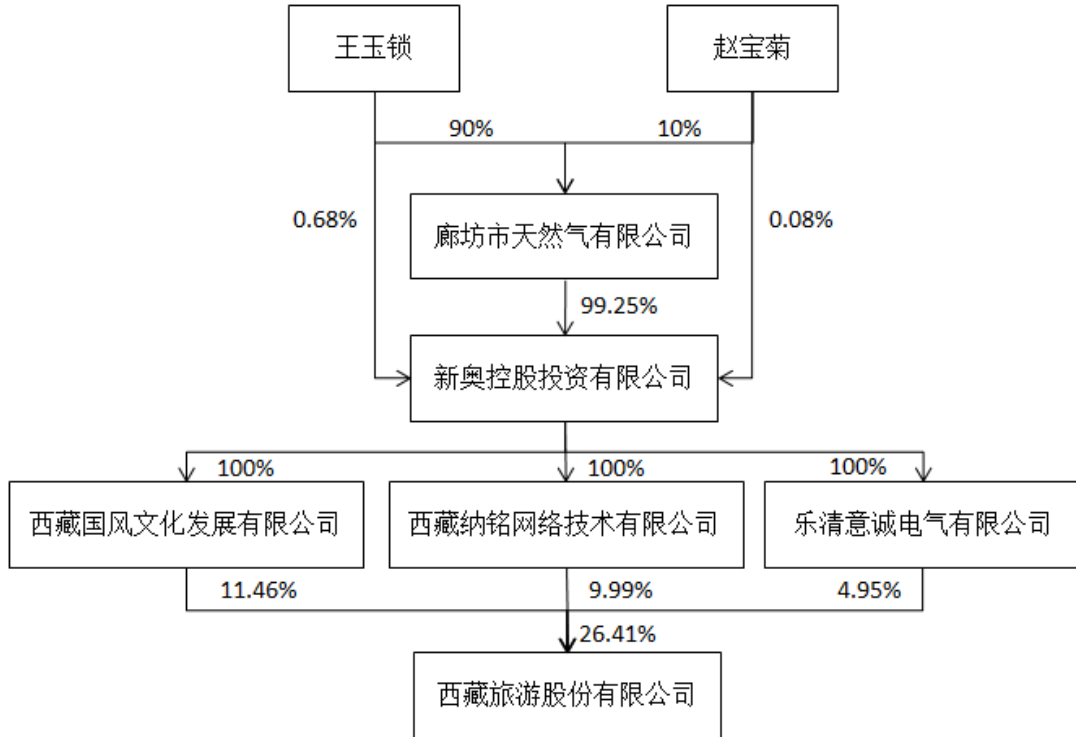 王玉锁
赵宝菊
90%
10%
0.68%
0.08%
廊坊市天然气有限公司
99.25%
新奥控股投资有限公司
100%
100%
100%
西藏国风文化发展有限公司
西藏纳铭网络技术有限公司
乐清意诚电气有限公司
11.46%
9.99%
4.95%
26.41%
西藏旅游股份有限公司